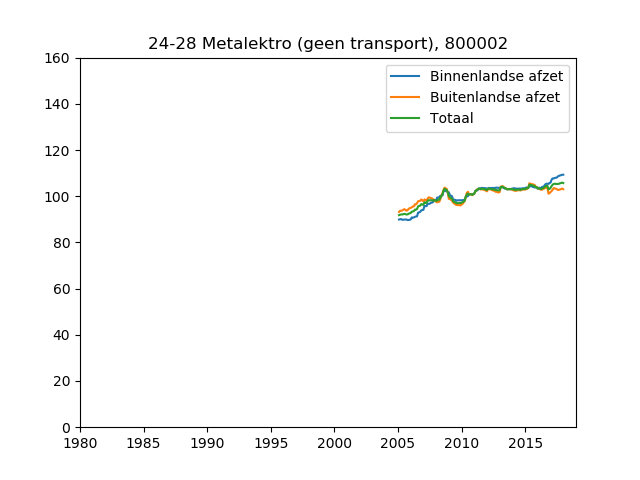 24-28 Metalektro (geen transport), 800002
Binnenlandse afzet
Buitenlandse afzet
Totaal
160
140
120
100
80
60
40
20
0
1980 1985 1990 1995 2000 2005 2010 2015